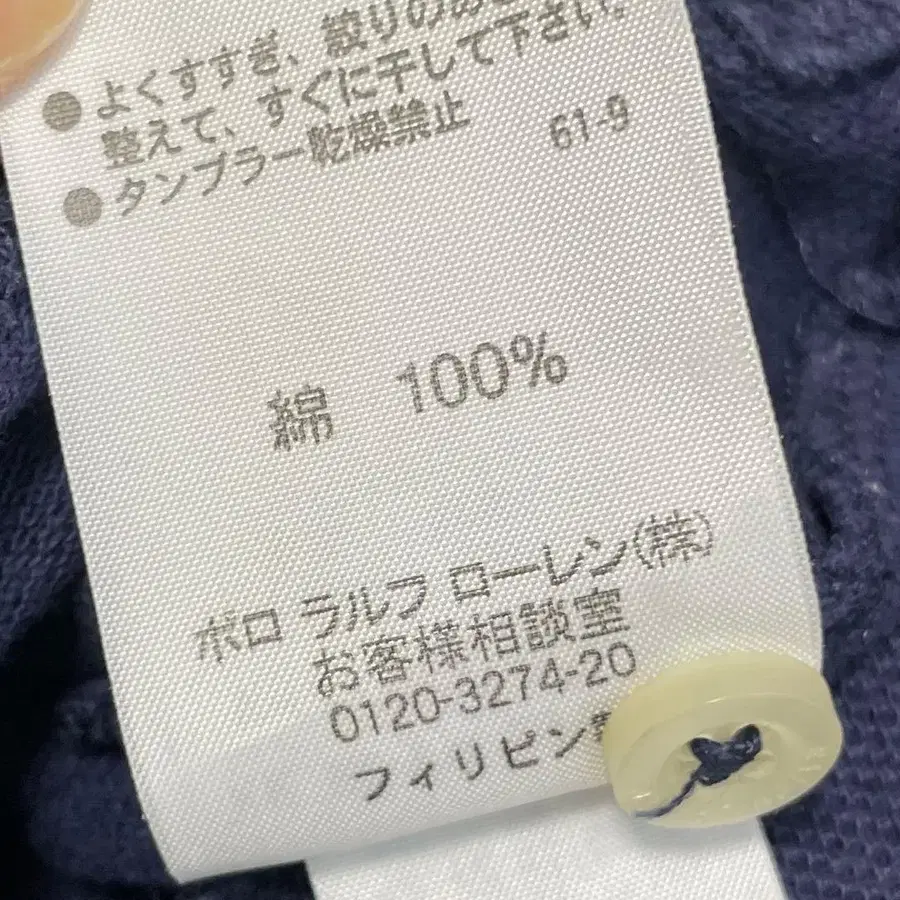 ●よくすすぎ、絞りのあと
整えて、すぐに干して下さい。
●タンブラー乾燥禁止
61-9
綿 100%
ポロ ラルフ ローレン(株)
お客様相談室
0120-3274-20
フィリピン